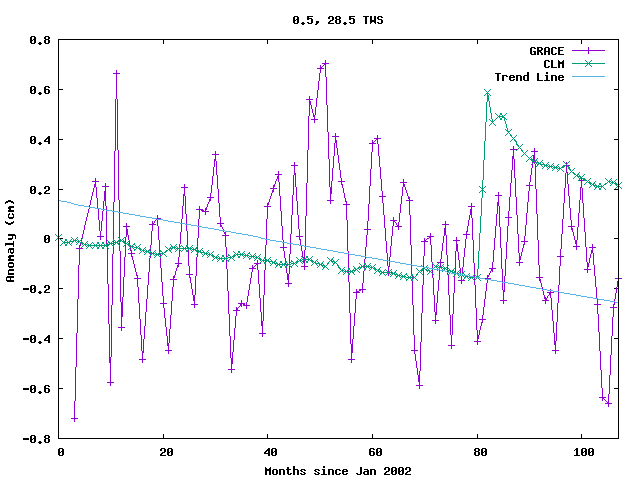 0.5, 28.5 TWS
GRACE
CLM
Trend Line
Anomaly (cm)
0.8
0.6
0.4
0.2
0
-0.2
-0.4
-0.6
-0.8
0 20 40 60 80 100
Months since Jan 2002